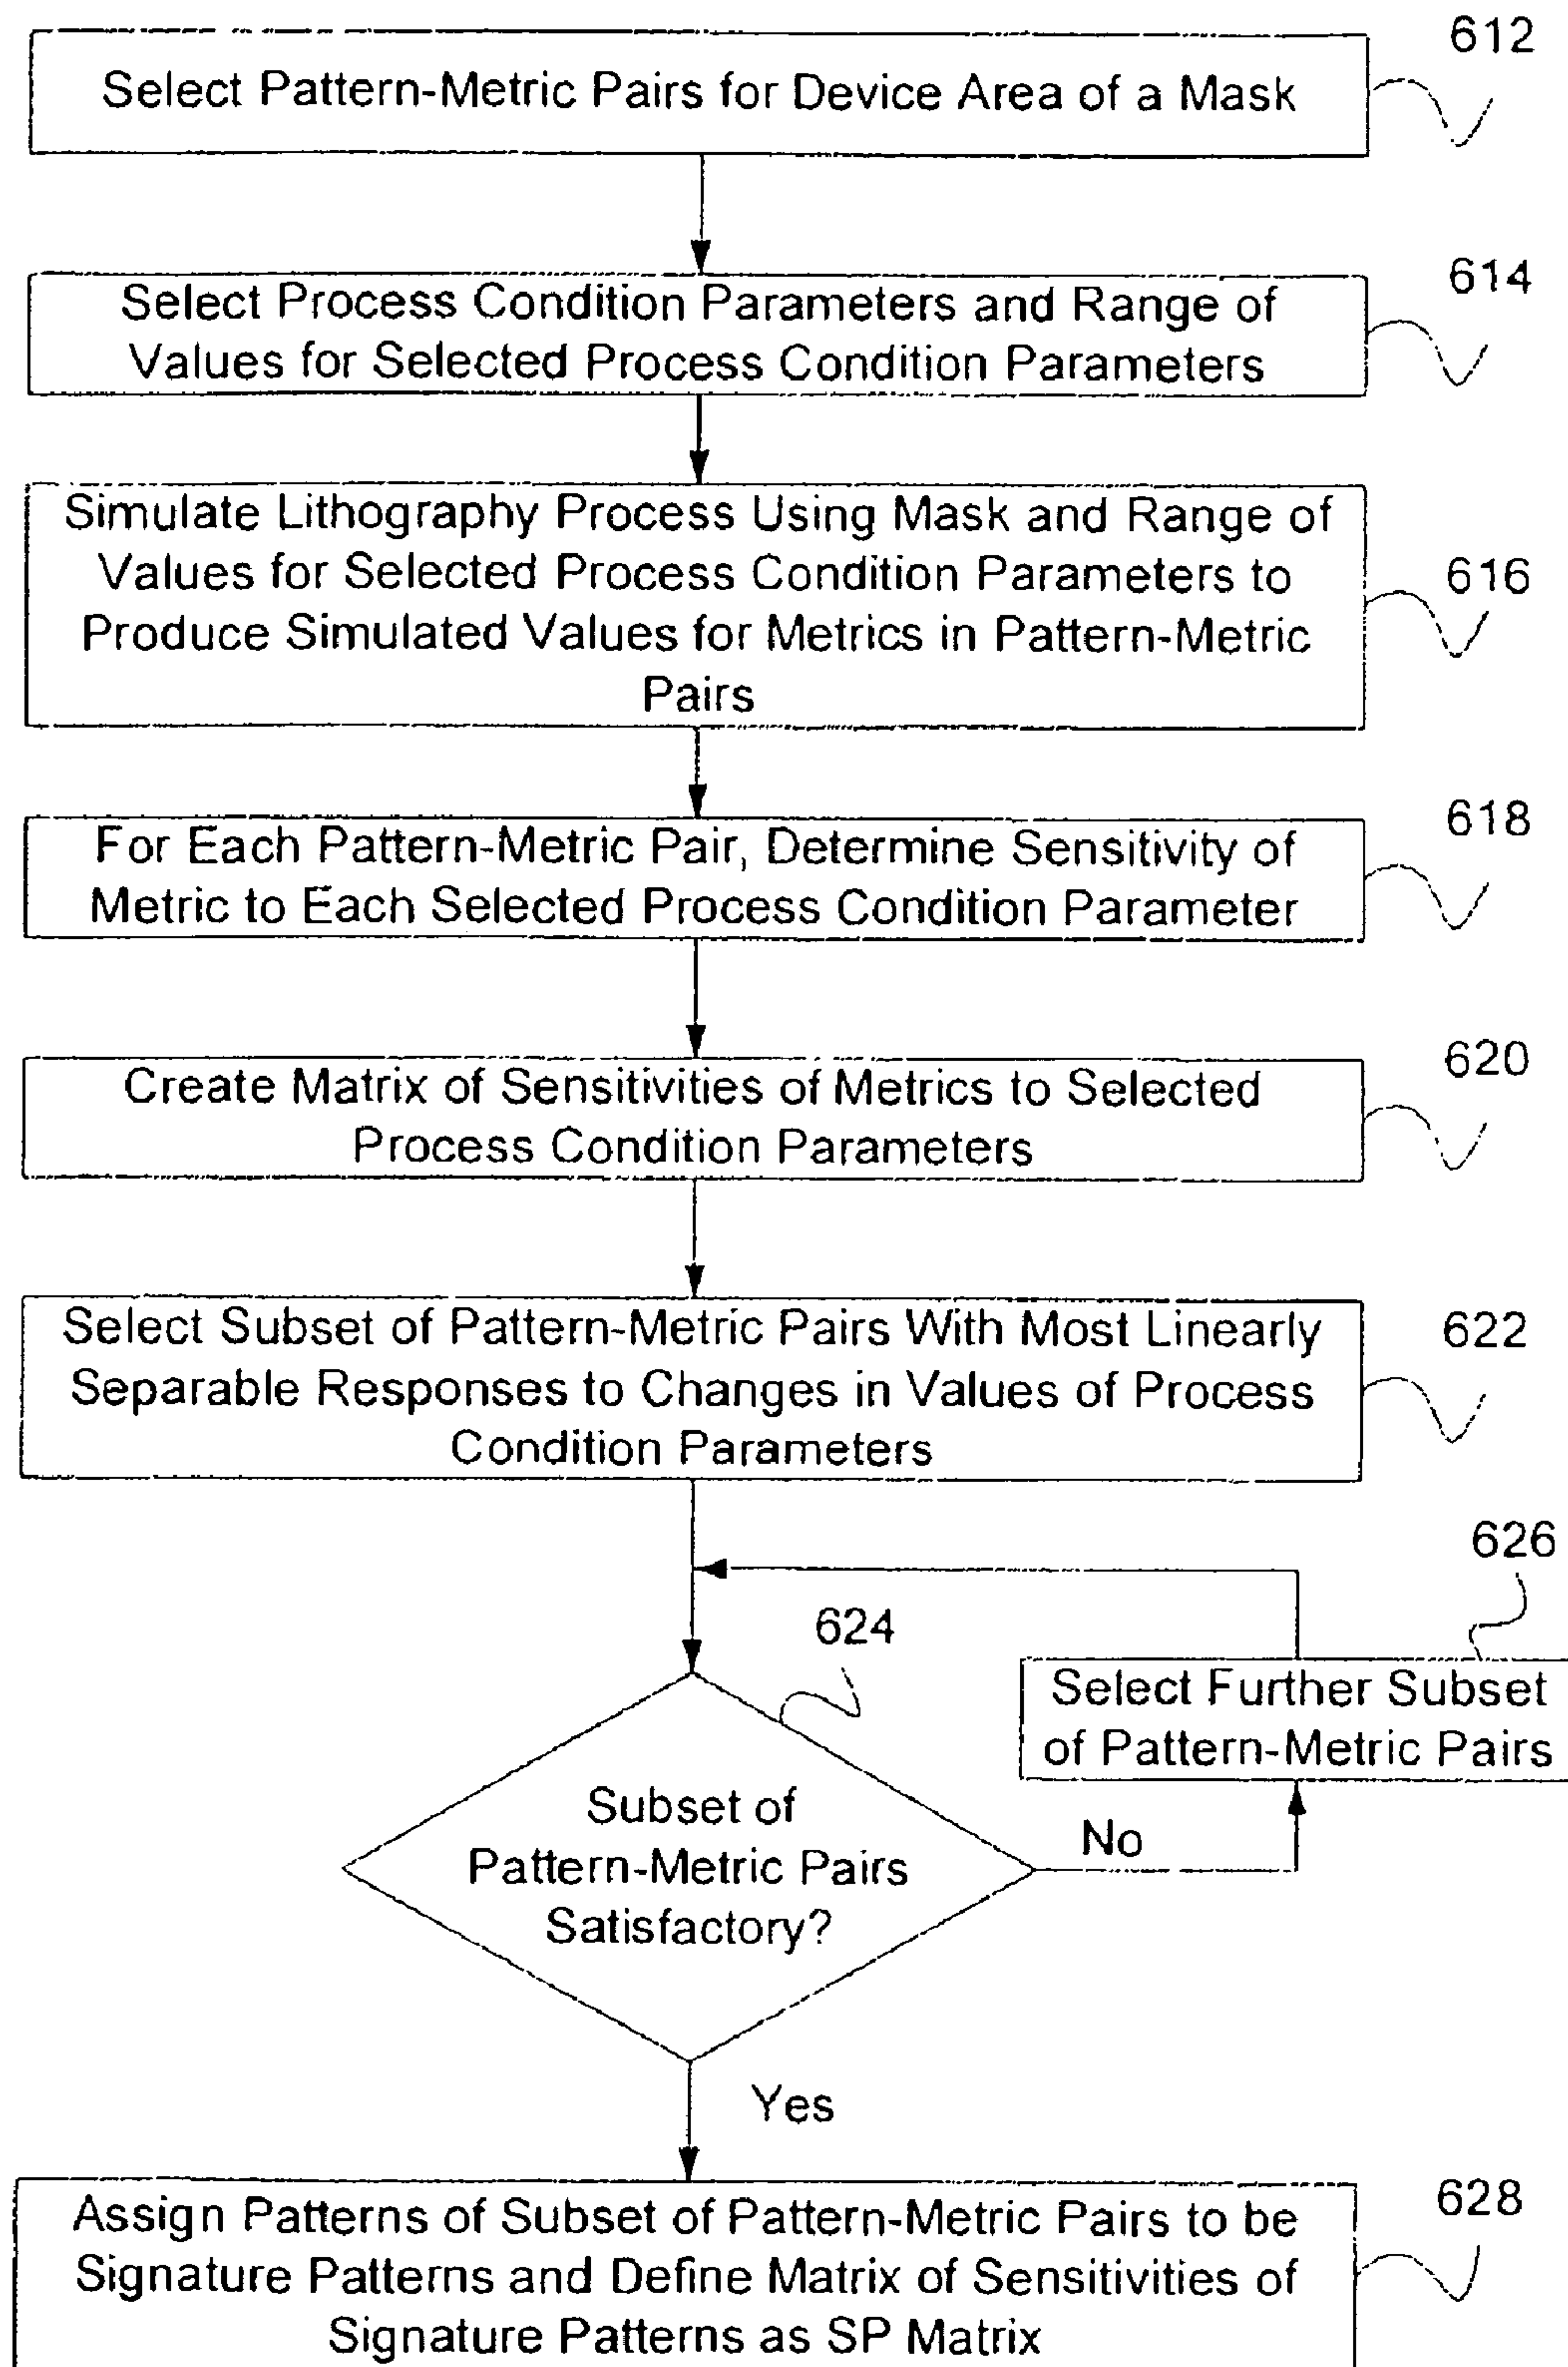 612
Select Pattern-Metric Pairs for Device Area of a Mask
614
Select Process Condition Parameters and Range of
Values for Selected Process Condition Parameters
Simulate Lithography Process Using Mask and Range of
Values for Selected Process Condition Parameters to
616
Produce Simulated Values for Metrics in Pattern-Metric
Pairs
618
For Each Pattern-Metric Pair, Determine Sensitivity of
Metric to Each Selected Process Condition Parameter
620
Create Matrix of Sensitivities of Metrics to Selected
Process Condition Parameters
Select Subset of Pattern-Metric Pairs With Most Linearly
622
Separable Responses to Changes in Values of Process
Condition Parameters
626
624
Select Further Subset
of Pattern-Metric Pairs
Subset of
Pattern-Metric Pairs
Satisfactory?
No
Yes
628
Assign Patterns of Subset of Pattern-Metric Pairs to be
Signature Patterns and Define Matrix of Sensitivities of
Signature Patterns as SP Matrix